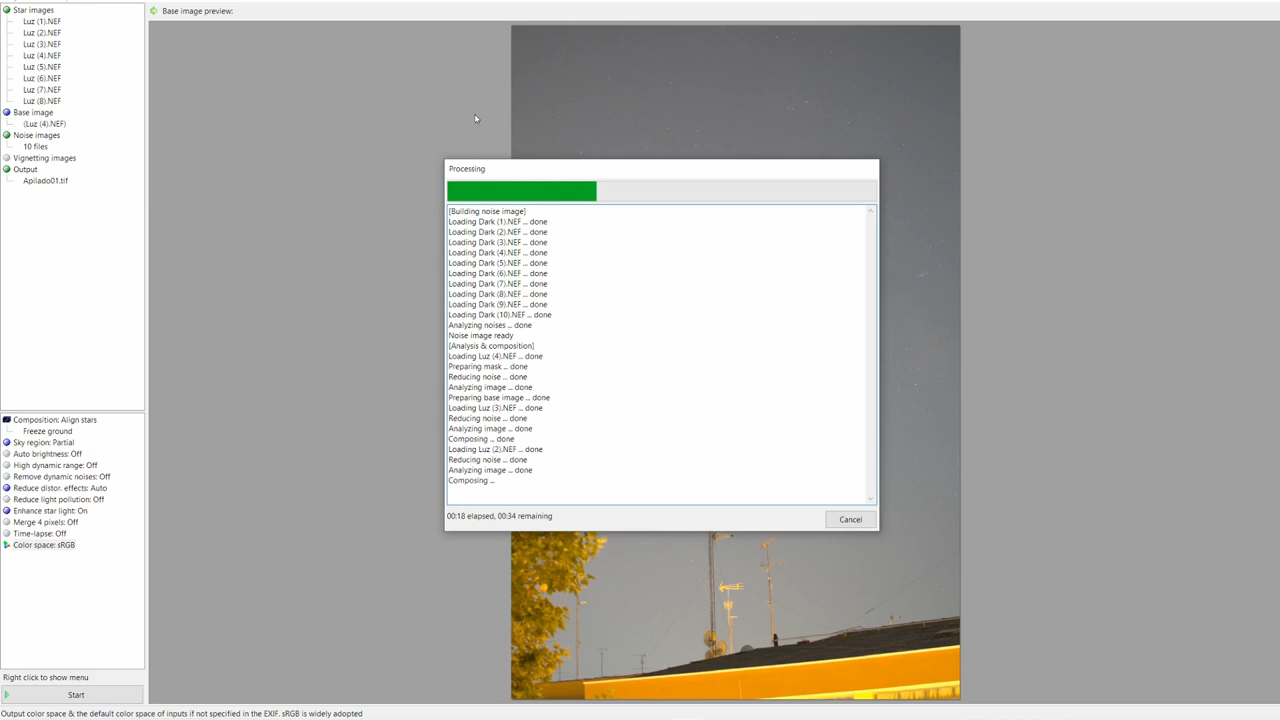 Star images
Luz (1).NEF
Luz (2).NEF
Luz (3).NEF
Luz (4).NEF
Luz (5).NEF
Luz (6).NEF
Luz (7).NEF
Luz (8).NEF
Base image
(Luz (4).NEF)
Noise images
10 files
Vignetting images
Output
Apilado01.tif
Composition: Align stars
Freeze ground
Sky region: Partial
Auto brightness: Off
High dynamic range: Off
Remove dynamic noises: Off
Reduce distor. effects: Auto
Reduce light pollution: Off
Enhance star light: On
Merge 4 pixels: Off
Time-lapse: Off
Color space: sRGB
Right click to show menu
Start
Output color space & the default color space of inputs if not specified in the EXIF. sRGB is widely adopted
Base image preview:
Processing
[Building noise image]
Loading Dark (1).NEF ... done
Loading Dark (2).NEF ... done
Loading Dark (3).NEF ... done
Loading Dark (4).NEF ... done
Loading Dark (5).NEF ... done
Loading Dark (6).NEF ... done
Loading Dark (7).NEF ... done
Loading Dark (8).NEF ... done
Loading Dark (9).NEF ... done
Loading Dark (10).NEF ... done
Analyzing noises ... done
Noise image ready
[Analysis & composition]
Loading Luz (4).NEF ... done
Preparing mask ... done
Reducing noise ... done
Analyzing image ... done
Preparing base image ... done
Loading Luz (3).NEF ... done
Reducing noise ... done
Analyzing image ... done
Composing ... done
Loading Luz (2).NEF ... done
Reducing noise ... done
Analyzing image ... done
Composing ...
00:18 elapsed, 00:34 remaining
Cancel